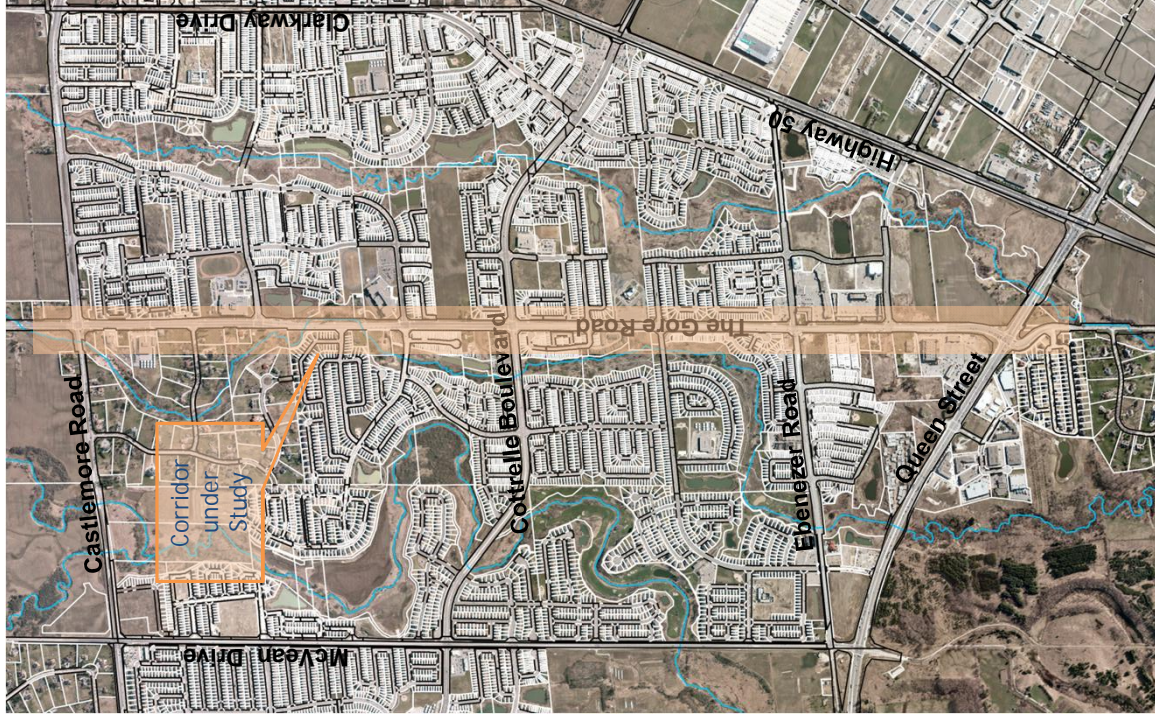 Clarkway Drive
Highway 50
The Gore Road
Castlemore Road
Corridor
under
Study
Cottrelle Boulevard
Ebenezer Road
Queen Street
McVean Drive